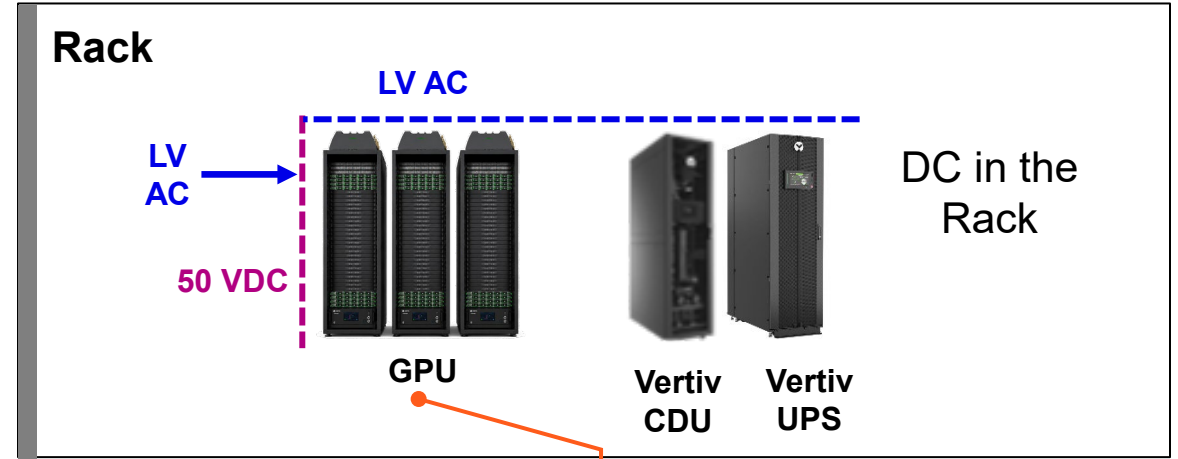 Rack
LV AC
LV
AC
50 VDC
GPU
Vertiv
CDU
Vertiv
UPS
DC in the
Rack